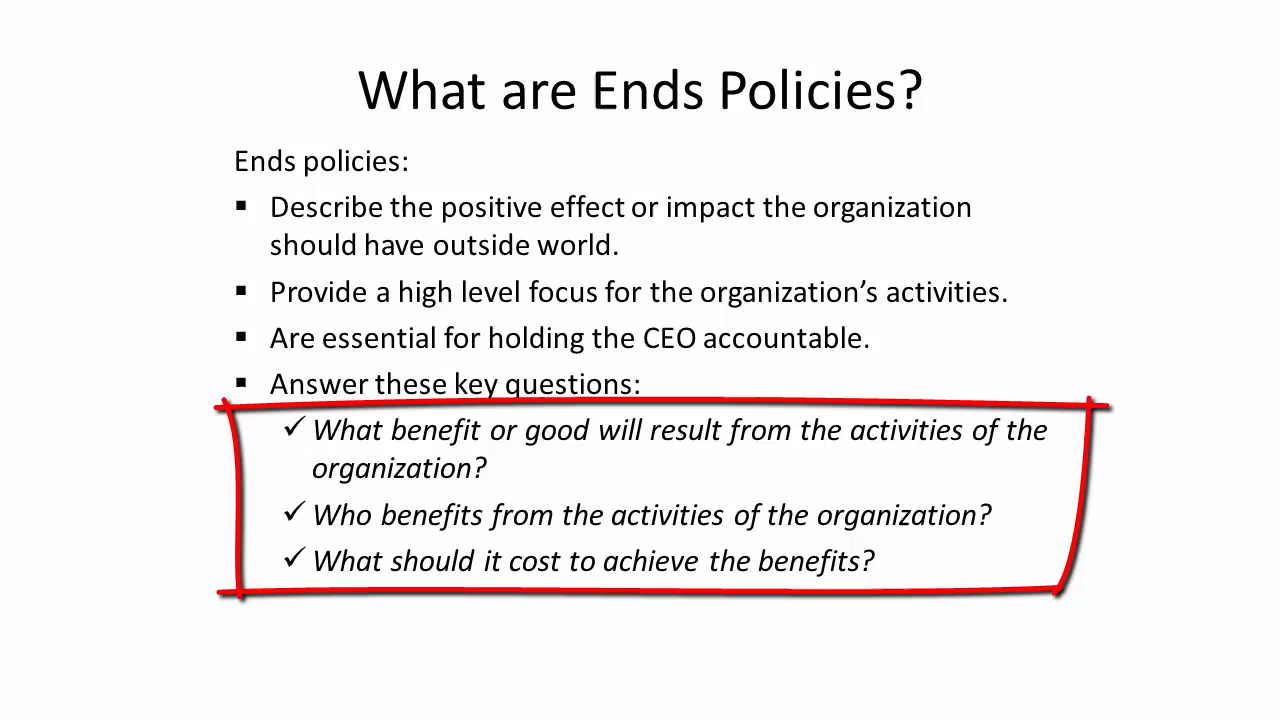 What are Ends Policies?
Ends policies:
▪ Describe the positive effect or impact the organization
should have outside world.
▪ Provide a high level focus for the organization’s activities.
▪ Are essential for holding the CEO accountable.
▪ Answer these key questions:
✓ What benefit or good will result from the activities of the
organization?
✓ Who benefits from the activities of the organization?
✓ What should it cost to achieve the benefits?